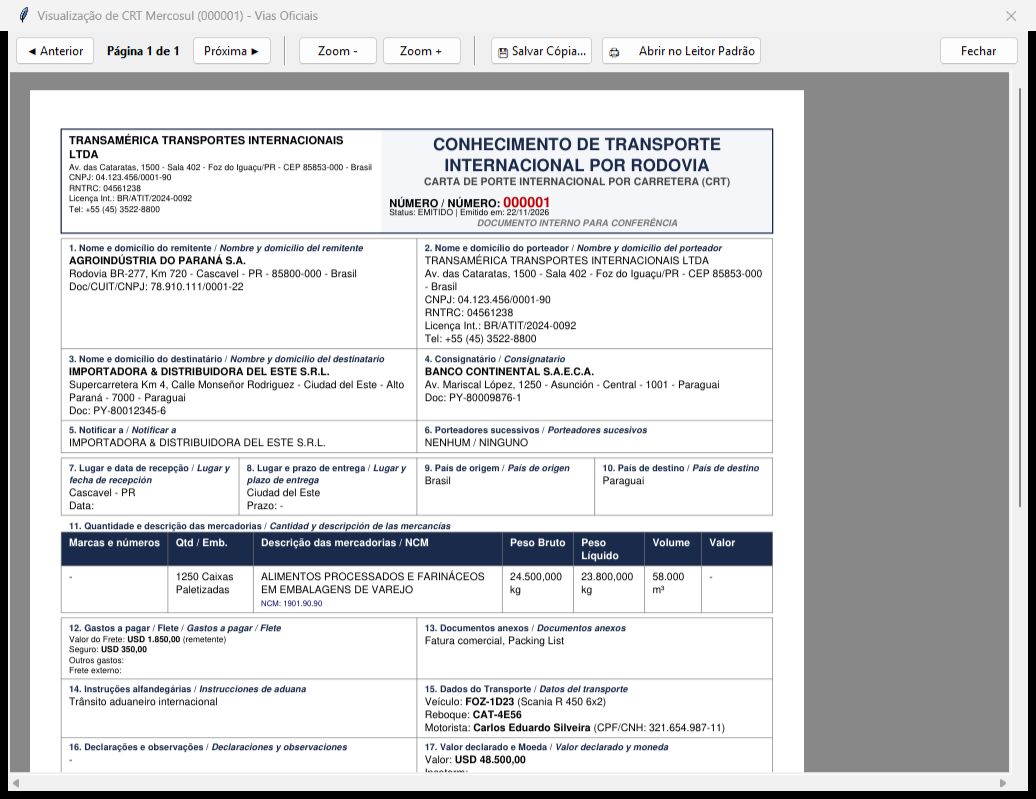 Visualização de CRT Mercosul (000001) - Vias Oficiais
◄ Anterior
Página 1 de 1
Próxima ►
Zoom -
Zoom +
Salvar Cópia...
Abrir no Leitor Padrão
Fechar
TRANSAMÉRICA TRANSPORTES INTERNACIONAIS
LTDA
Av. das Cataratas, 1500 - Sala 402 - Foz do Iguaçu/PR - CEP 85853-000 - Brasil
CNPJ: 04.123.456/0001-90
RNTRC: 04561238
Licença Int.: BR/ATIT/2024-0092
Tel: +55 (45) 3522-8800
CONHECIMENTO DE TRANSPORTE
INTERNACIONAL POR RODOVIA
CARTA DE PORTE INTERNACIONAL POR CARRETERA (CRT)
NÚMERO / NÚMERO: 000001
Status: EMITIDO | Emitido em: 22/11/2026
DOCUMENTO INTERNO PARA CONFERÊNCIA
1. Nome e domicílio do remitente / Nombre y domicilio del remitente
AGROINDÚSTRIA DO PARANÁ S.A.
Rodovia BR-277, Km 720 - Cascavel - PR - 85800-000 - Brasil
Doc/CUIT/CNPJ: 78.910.111/0001-22
2. Nome e domicílio do porteador / Nombre y domicilio del porteador
TRANSAMÉRICA TRANSPORTES INTERNACIONAIS LTDA
Av. das Cataratas, 1500 - Sala 402 - Foz do Iguaçu/PR - CEP 85853-000
- Brasil
CNPJ: 04.123.456/0001-90
RNTRC: 04561238
Licença Int.: BR/ATIT/2024-0092
Tel: +55 (45) 3522-8800
3. Nome e domicílio do destinatário / Nombre y domicilio del destinatario
IMPORTADORA & DISTRIBUIDORA DEL ESTE S.R.L.
Supercarretera Km 4, Calle Monseñor Rodriguez - Ciudad del Este - Alto
Paraná - 7000 - Paraguai
Doc: PY-80012345-6
4. Consignatário / Consignatario
BANCO CONTINENTAL S.A.E.C.A.
Av. Mariscal López, 1250 - Asunción - Central - 1001 - Paraguai
Doc: PY-80009876-1
5. Notificar a / Notificar a
IMPORTADORA & DISTRIBUIDORA DEL ESTE S.R.L.
6. Porteadores sucessivos / Porteadores sucesivos
NENHUM / NINGUNO
7. Lugar e data de recepção / Lugar y
fecha de recepción
Cascavel - PR
Data:
8. Lugar e prazo de entrega / Lugar y
plazo de entrega
Ciudad del Este
Prazo: -
9. País de origem / País de origen
Brasil
10. País de destino / País de destino
Paraguai
11. Quantidade e descrição das mercadorias / Cantidad y descripción de las mercancías
Marcas e números
Qtd / Emb.
Descrição das mercadorias / NCM
Peso Bruto
Peso
Líquido
Volume
Valor
-
1250 Caixas
Paletizadas
ALIMENTOS PROCESSADOS E FARINÁCEOS
EM EMBALAGENS DE VAREJO
NCM: 1901.90.90
24.500,000
kg
23.800,000
kg
58.000
m³
-
12. Gastos a pagar / Flete / Gastos a pagar / Flete
Valor do Frete: USD 1.850,00 (remetente)
Seguro: USD 350,00
Outros gastos:
Frete externo:
13. Documentos anexos / Documentos anexos
Fatura comercial, Packing List
14. Instruções alfandegárias / Instrucciones de aduana
Trânsito aduaneiro internacional
15. Dados do Transporte / Datos del transporte
Veículo: FOZ-1D23 (Scania R 450 6x2)
Reboque: CAT-4E56
Motorista: Carlos Eduardo Silveira (CPF/CNH: 321.654.987-11)
16. Declarações e observações / Declaraciones y observaciones
-
17. Valor declarado e Moeda / Valor declarado y moneda
Valor: USD 48.500,00